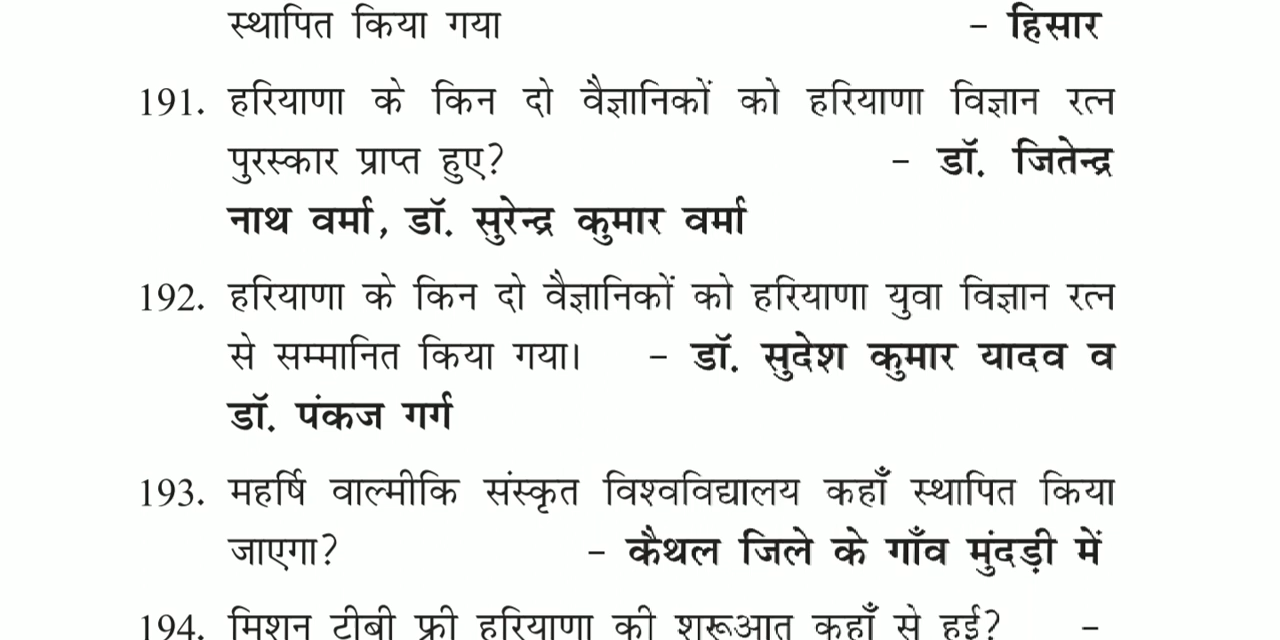 स्थापित किया गया – हिसार
191. हरियाणा के किन दो वैज्ञानिकों को हरियाणा विज्ञान रत्न
पुरस्कार प्राप्त हुए? – डॉ. जितेन्द्र
नाथ वर्मा, डॉ. सुरेन्द्र कुमार वर्मा
192. हरियाणा के किन दो वैज्ञानिकों को हरियाणा युवा विज्ञान रत्न
से सम्मानित किया गया। – डॉ. सुदेश कुमार यादव व
डॉ. पंकज गर्ग
193. महर्षि वाल्मीकि संस्कृत विश्वविद्यालय कहाँ स्थापित किया
जाएगा? – कैथल जिले के गाँव मुंदड़ी में
194. मिशन टीबी फ्री हरियाणा की शुरूआत कहाँ से हुई? –